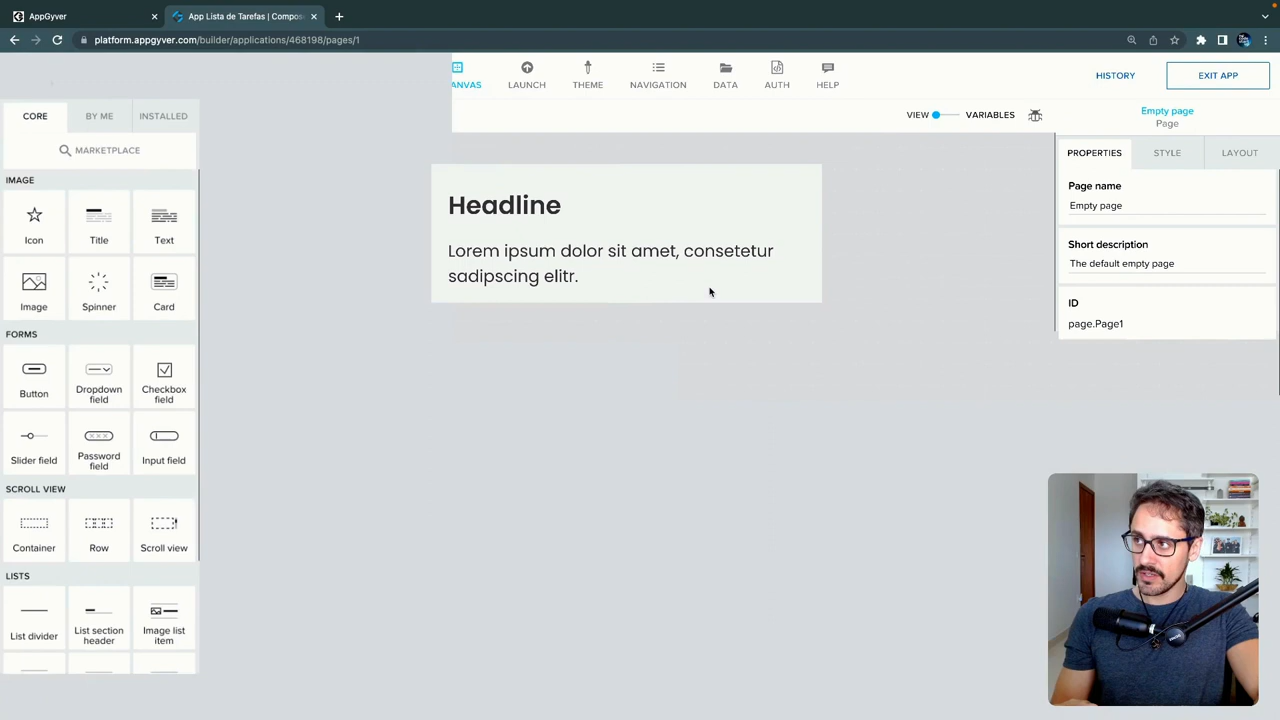 AppGyver
App Lista de Tarefas | Compos
platform.appgyver.com/builder/applications/468198/pages/1
ANVAS
LAUNCH
THEME
NAVIGATION
DATA
AUTH
HELP
HISTORY
EXIT APP
CORE
BY ME
INSTALLED
VIEW
VARIABLES
Empty page
Page
MARKETPLACE
PROPERTIES
STYLE
LAYOUT
IMAGE
Icon
Title
Text
Image
Spinner
Card
FORMS
Button
Dropdown
field
Checkbox
field
Slider field
Password
field
Input field
SCROLL VIEW
Container
Row
Scroll view
LISTS
List divider
List section
header
Image list
item
Headline
Lorem ipsum dolor sit amet, consetetur
sadipscing elitr.
Page name
Empty page
Short description
The default empty page
ID
page.Page1